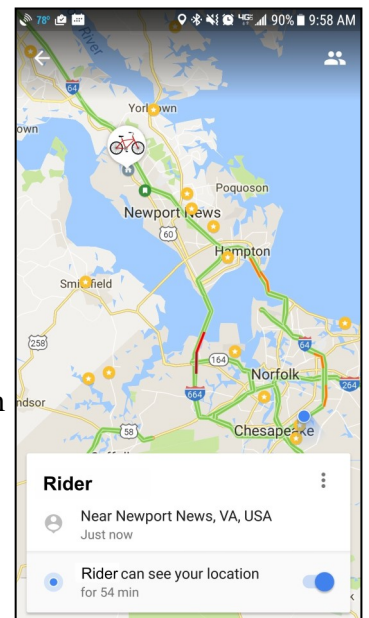 78° 4G 90% 9:58 AM
River
64
Yorktown
own
Poquoson
Newport News
60
Hampton
Smithfield
258
164
64
Norfolk
n
ndsor
664
264
58
Chesapeake
Rider
Near Newport News, VA, USA
Just now
Rider can see your location
for 54 min
k